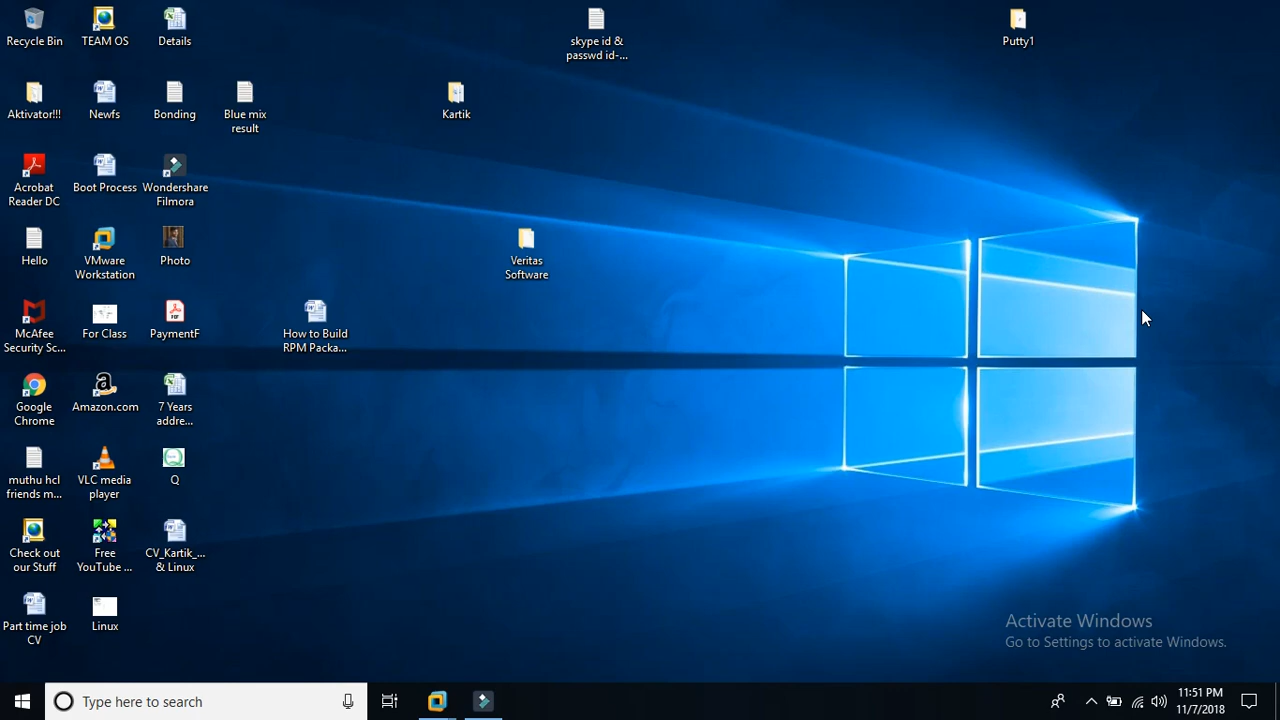 Recycle Bin
TEAM OS
Details
skype id &
passwd id-...
Putty1
Aktivator!!!
Newfs
Bonding
Blue mix
result
Kartik
Acrobat
Reader DC
Boot Process
Wondershare
Filmora
Hello
VMware
Workstation
Photo
Veritas
Software
McAfee
Security Sc...
For Class
PaymentF
How to Build
RPM Packa...
Google
Chrome
Amazon.com
7 Years
addre...
muthu hcl
friends m...
VLC media
player
Q
Check out
our Stuff
Free
YouTube ...
CV_Kartik_...
& Linux
Part time job
CV
Linux
Activate Windows
Go to Settings to activate Windows.
Type here to search
11:51 PM
11/7/2018